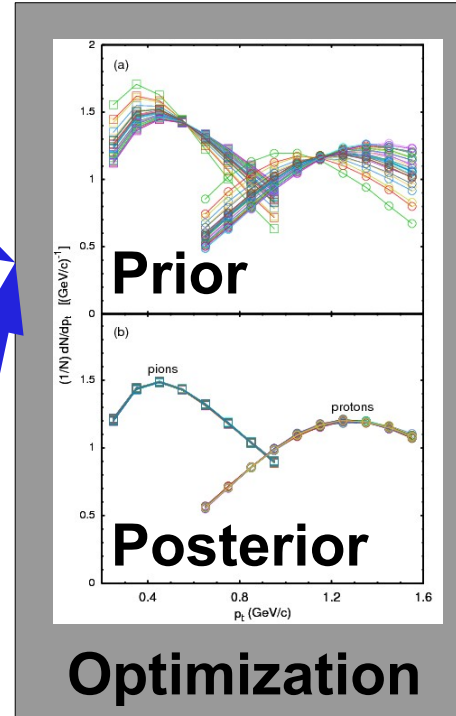 2
(a)
1.5
1
0.5
Prior
0
(1/N) dN/dpₜ [(GeV/c)⁻¹]
(b)
pions
1.5
protons
1
0.5
Posterior
0
0.4 0.8 1.2 1.6
pₜ (GeV/c)
Optimization